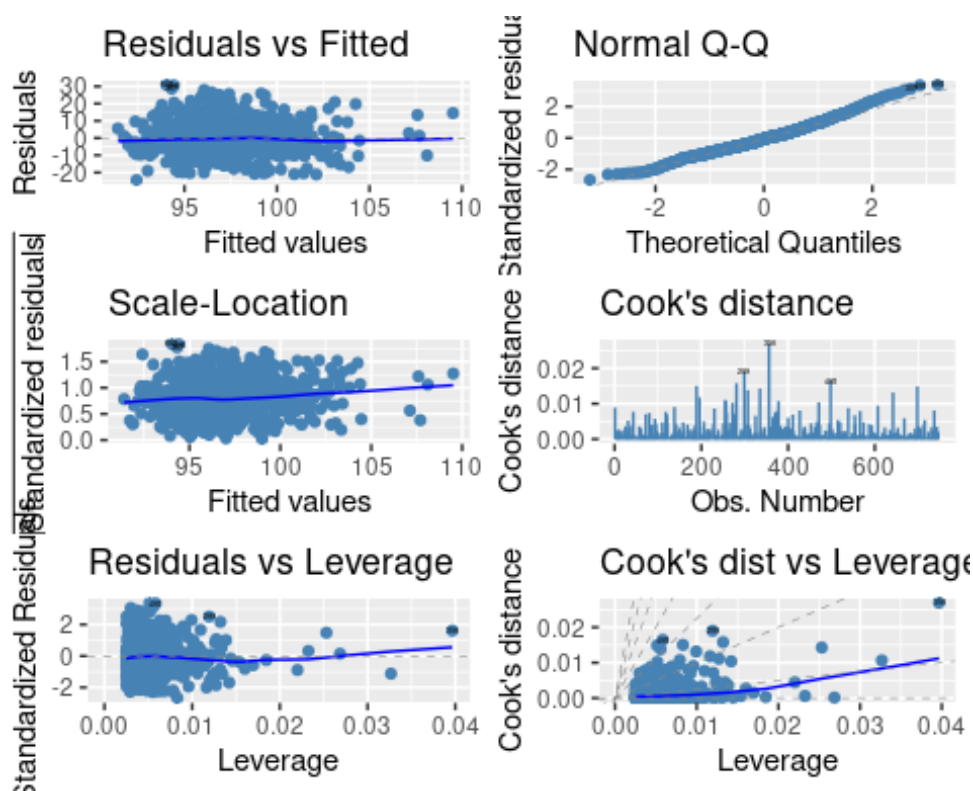 Residuals vs Fitted
Residuals
30
20
10
0
-10
-20
95 100 105 110
Fitted values
Normal Q-Q
Standardized residua
2
0
-2
-2 0 2
Theoretical Quantiles
Scale-Location
Standardized residuals
1.5
1.0
0.5
0.0
95 100 105 110
Fitted values
Cook's distance
Cook's distance
0.02
0.01
0.00
0 200 400 600
Obs. Number
Residuals vs Leverage
Standardized Residuals
2
0
-2
0.00 0.01 0.02 0.03 0.04
Leverage
Cook's dist vs Leverage
Cook's distance
0.02
0.01
0.00
0.00 0.01 0.02 0.03 0.04
Leverage